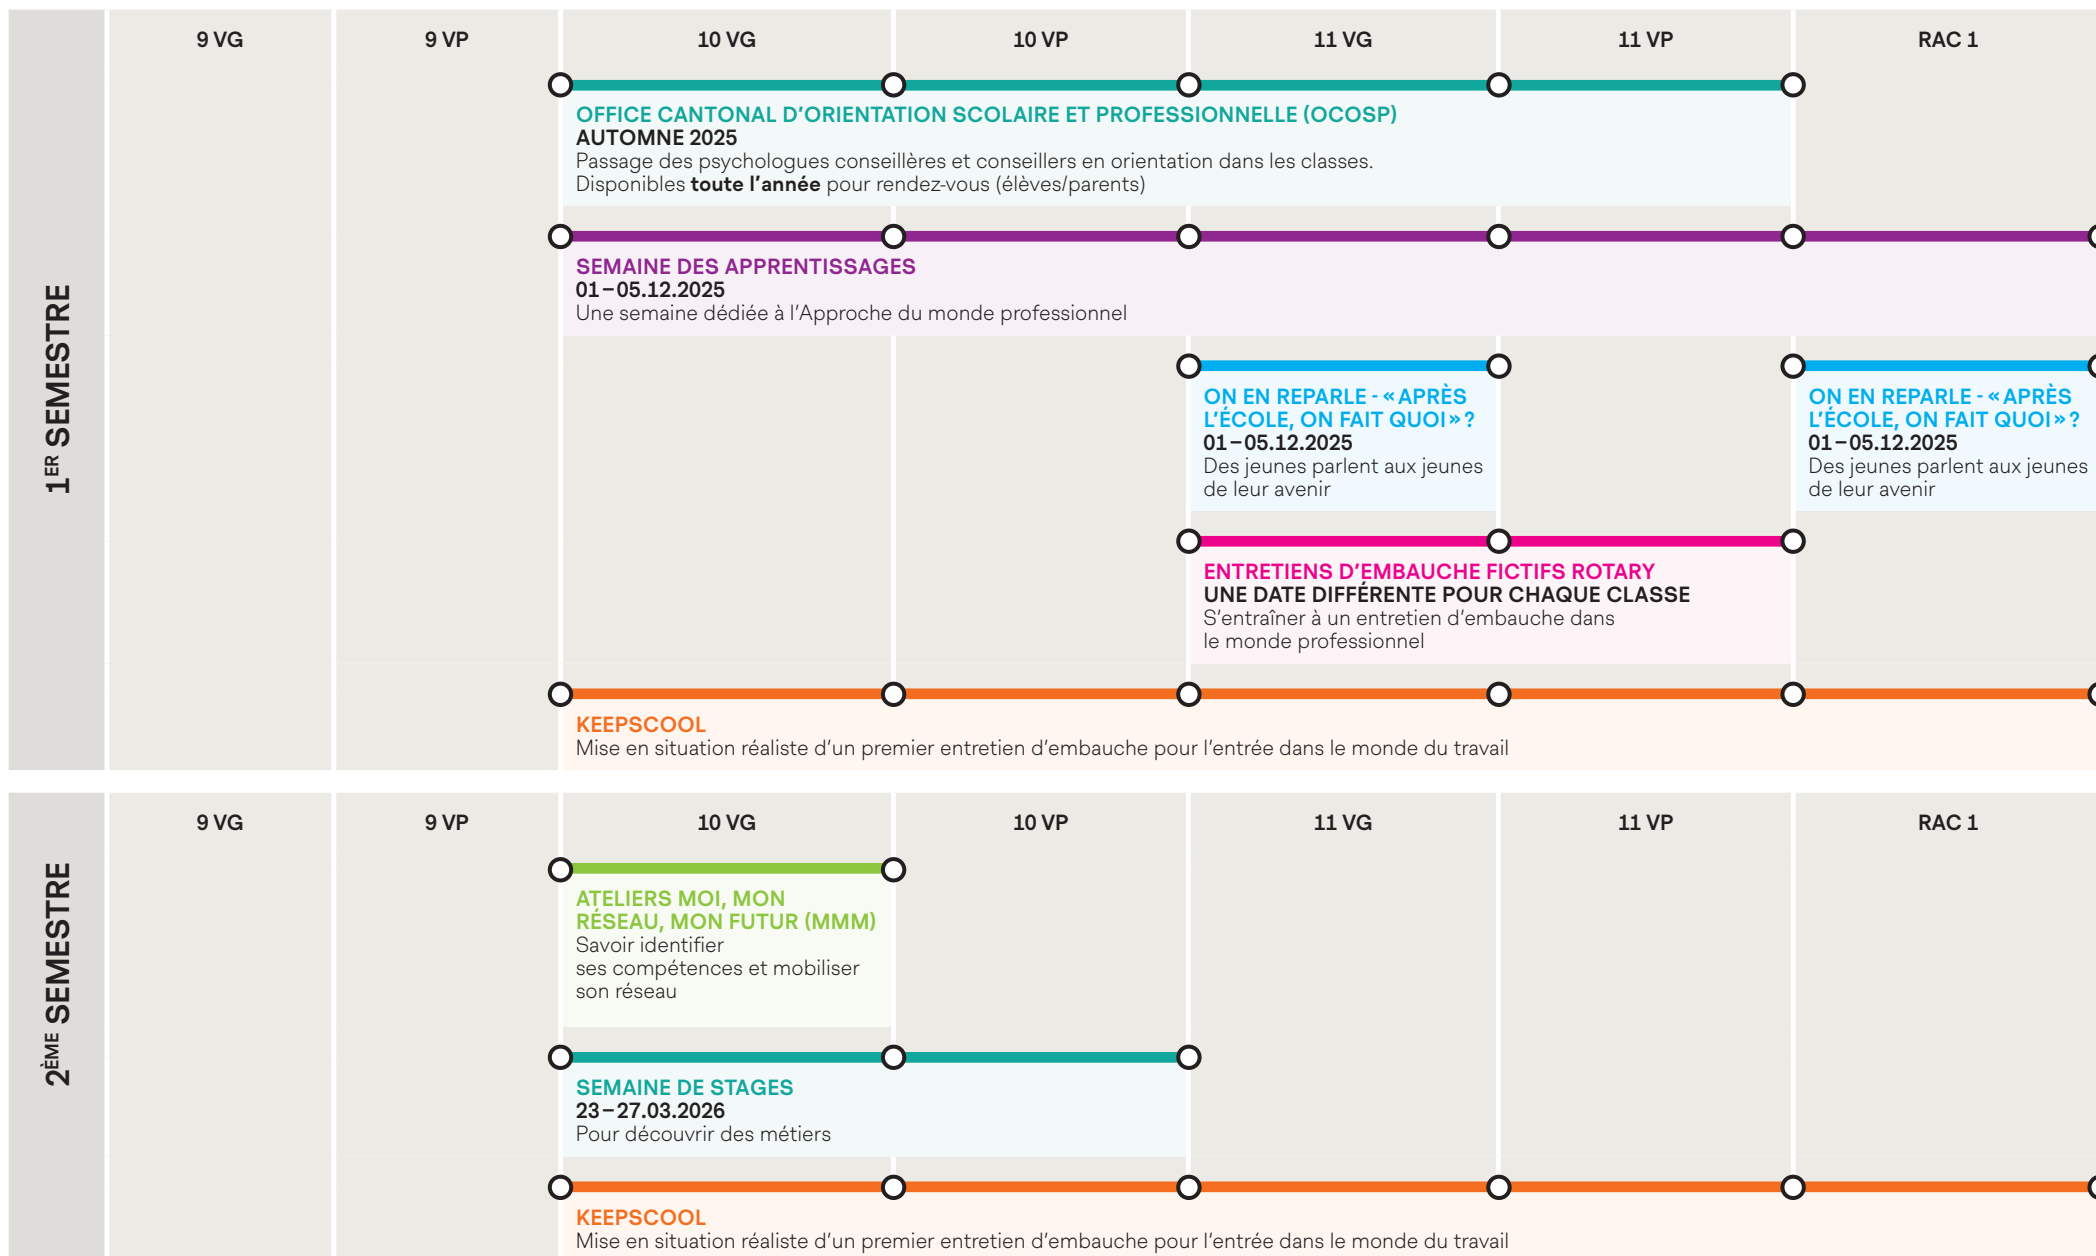 1ER SEMESTRE
9 VG
9 VP
10 VG
10 VP
11 VG
11 VP
RAC 1
OFFICE CANTONAL D’ORIENTATION SCOLAIRE ET PROFESSIONNELLE (OCOSP)
AUTOMNE 2025
Passage des psychologues conseillères et conseillers en orientation dans les classes.
Disponibles toute l’année pour rendez-vous (élèves/parents)
SEMAINE DES APPRENTISSAGES
01–05.12.2025
Une semaine dédiée à l’Approche du monde professionnel
ON EN REPARLE - «APRÈS
L’ÉCOLE, ON FAIT QUOI»?
01–05.12.2025
Des jeunes parlent aux jeunes
de leur avenir
ON EN REPARLE - «APRÈS
L’ÉCOLE, ON FAIT QUOI»?
01–05.12.2025
Des jeunes parlent aux jeunes
de leur avenir
ENTRETIENS D’EMBAUCHE FICTIFS ROTARY
UNE DATE DIFFÉRENTE POUR CHAQUE CLASSE
S’entraîner à un entretien d’embauche dans
le monde professionnel
KEEPSCOOL
Mise en situation réaliste d’un premier entretien d’embauche pour l’entrée dans le monde du travail
2ÈME SEMESTRE
9 VG
9 VP
10 VG
10 VP
11 VG
11 VP
RAC 1
ATELIERS MOI, MON
RÉSEAU, MON FUTUR (MMM)
Savoir identifier
ses compétences et mobiliser
son réseau
SEMAINE DE STAGES
23–27.03.2026
Pour découvrir des métiers
KEEPSCOOL
Mise en situation réaliste d’un premier entretien d’embauche pour l’entrée dans le monde du travail